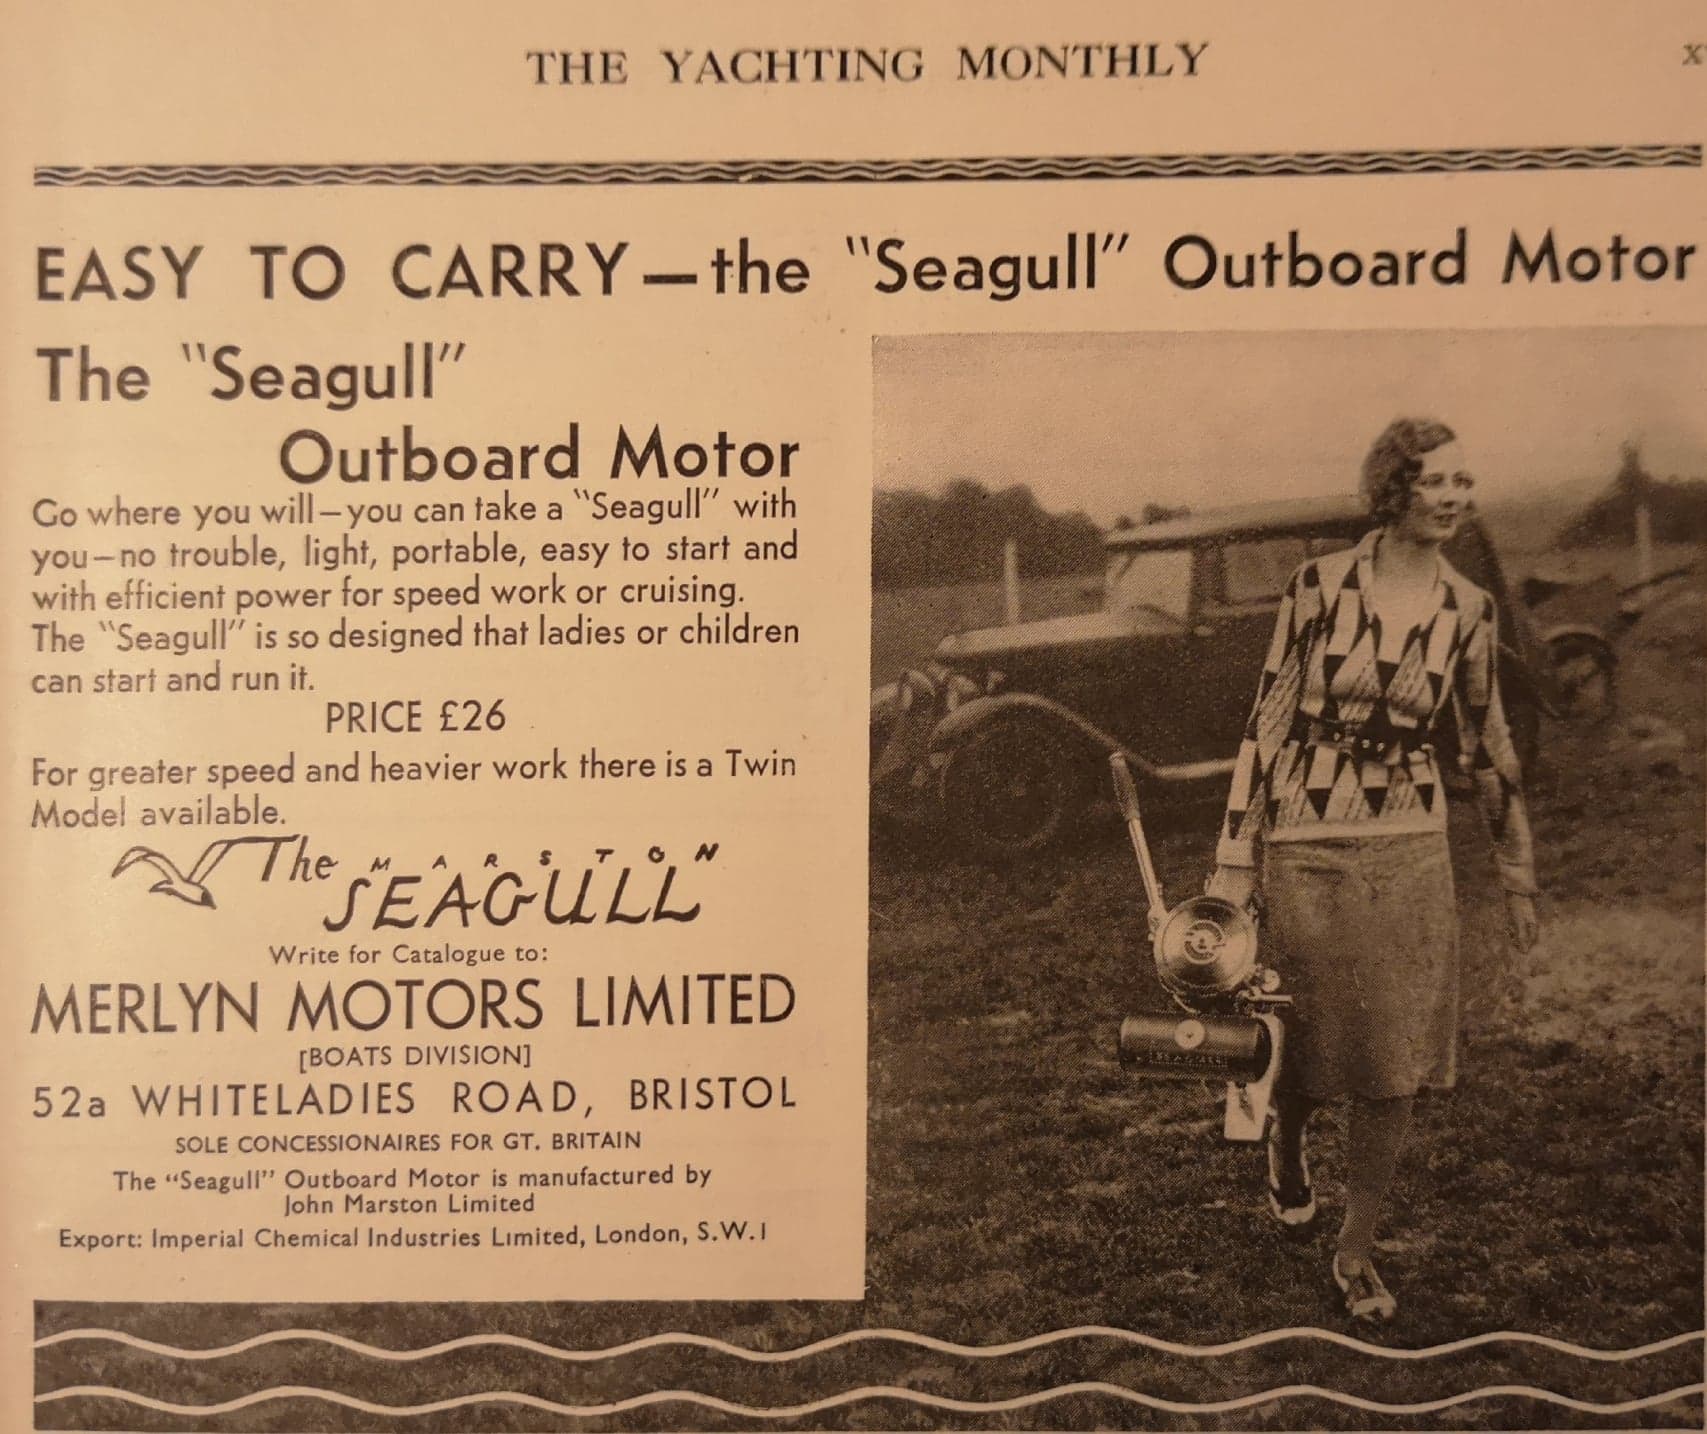 THE YACHTING MONTHLY
EASY TO CARRY—the "Seagull" Outboard Motor
The "Seagull"
Outboard Motor
Go where you will—you can take a "Seagull" with
you—no trouble, light, portable, easy to start and
with efficient power for speed work or cruising.
The "Seagull" is so designed that ladies or children
can start and run it.
PRICE £26
For greater speed and heavier work there is a Twin
Model available.
The MARSTON
SEAGULL
Write for Catalogue to:
MERLYN MOTORS LIMITED
[BOATS DIVISION]
52a WHITELADIES ROAD, BRISTOL
SOLE CONCESSIONAIRES FOR GT. BRITAIN
The "Seagull" Outboard Motor is manufactured by
John Marston Limited
Export: Imperial Chemical Industries Limited, London, S.W.1
SEAGULL